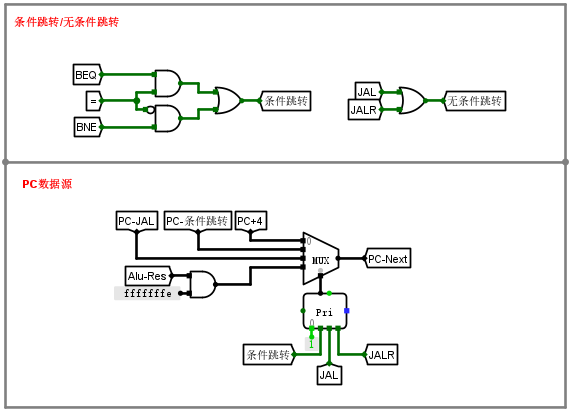 条件跳转/无条件跳转
BEQ
=
BNE
条件跳转
JAL
JALR
无条件跳转
PC数据源
PC-JAL
PC-条件跳转
PC+4
0
MUX
PC-Next
Alu-Res
fffffffe
0
Pri
0
1
条件跳转
JAL
JALR